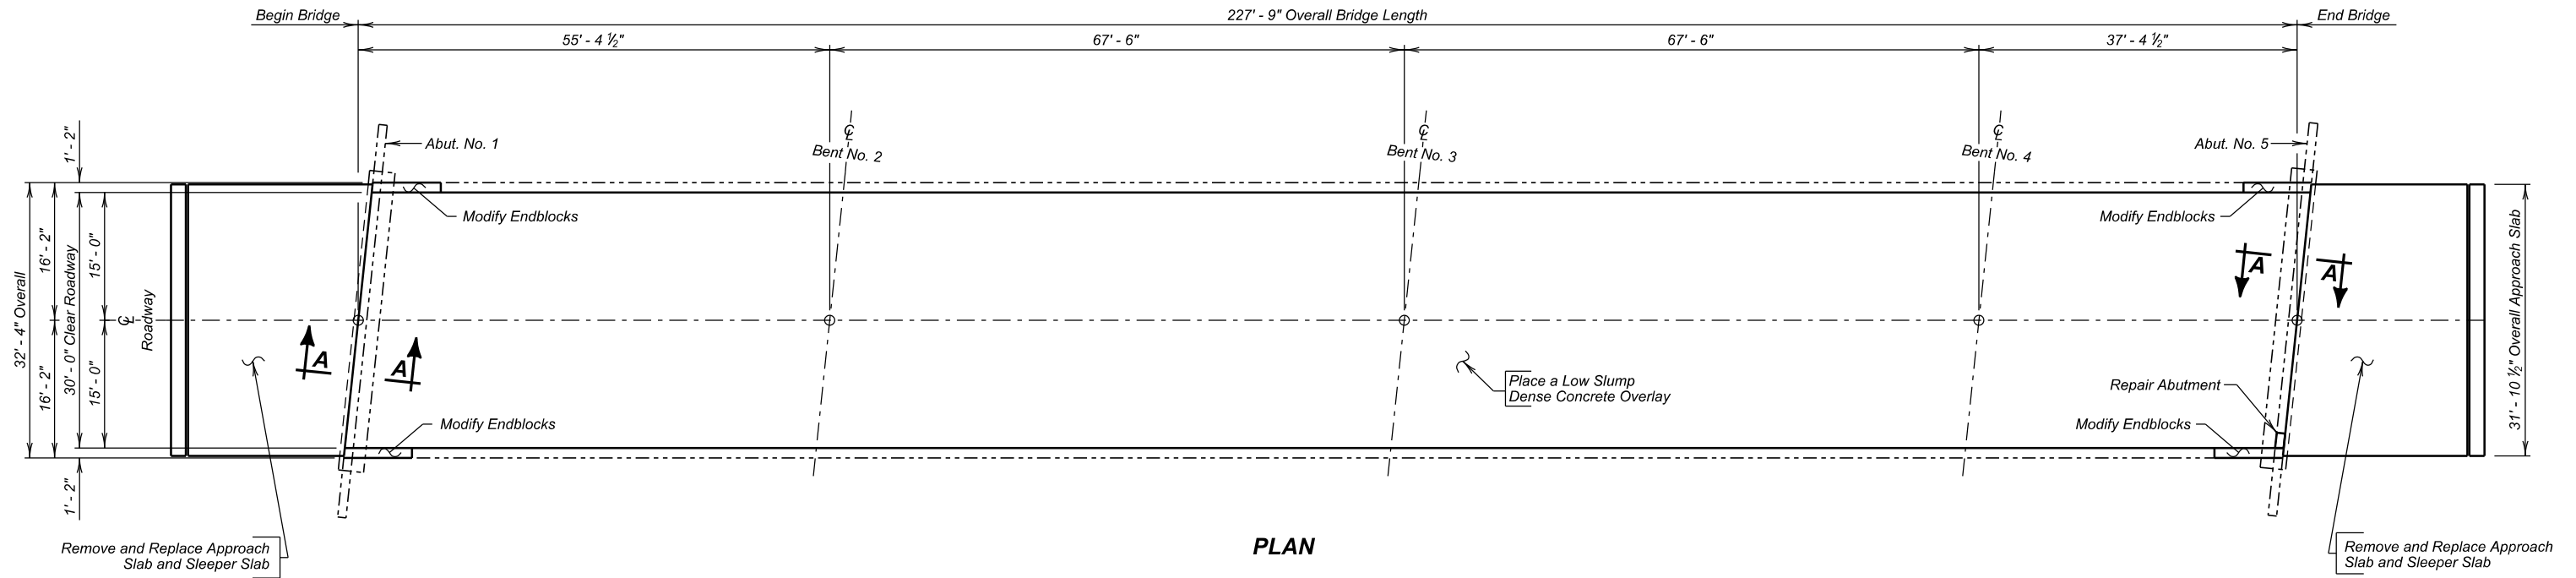 Begin Bridge
227' - 9" Overall Bridge Length
End Bridge
55' - 4 ½"
67' - 6"
67' - 6"
37' - 4 ½"
1' - 2"
Abut. No. 1
℄
Bent No. 2
℄
Bent No. 3
℄
Bent No. 4
Abut. No. 5
Modify Endblocks
Modify Endblocks
32' - 4" Overall
16' - 2"
16' - 2"
30' - 0" Clear Roadway
15' - 0"
15' - 0"
℄
Roadway
A
A
A
A
31' - 10 ½" Overall Approach Slab
Place a Low Slump
Dense Concrete Overlay
Repair Abutment
Modify Endblocks
Modify Endblocks
1' - 2"
Remove and Replace Approach
Slab and Sleeper Slab
PLAN
Remove and Replace Approach
Slab and Sleeper Slab